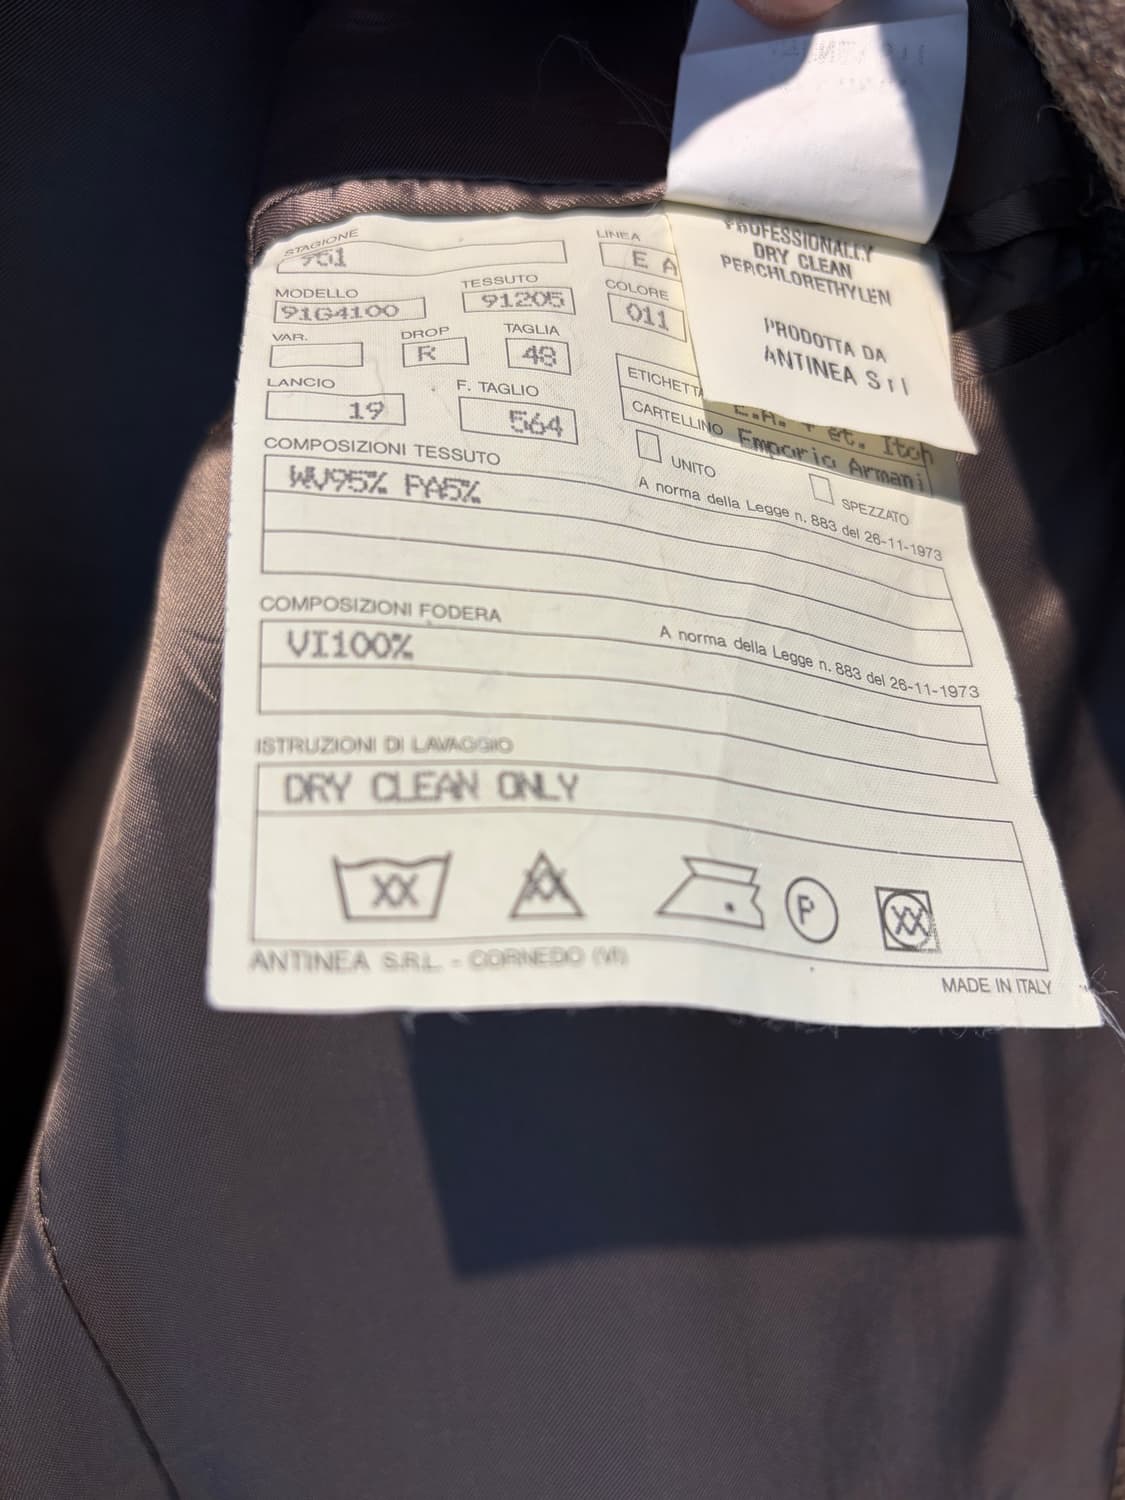 STAGIONE
LINEA
E A
MODELLO
91G4100
TESSUTO
91205
COLORE
011
VAR.
DROP
R
TAGLIA
48
LANCIO
19
F. TAGLIO
564
PROFESSIONALLY
DRY CLEAN
PERCHLORETHYLEN
PRODOTTA DA
ANTINEA Srl
ETICHETTA
et. Itch
CARTELLINO Emporio Armani
UNITO
SPEZZATO
COMPOSIZIONI TESSUTO
A norma della Legge n. 883 del 26-11-1973
WV95% PA5%
COMPOSIZIONI FODERA
A norma della Legge n. 883 del 26-11-1973
VI100%
ISTRUZIONI DI LAVAGGIO
DRY CLEAN ONLY
P
ANTINEA S.R.L. - CORNEDO (VI)
MADE IN ITALY